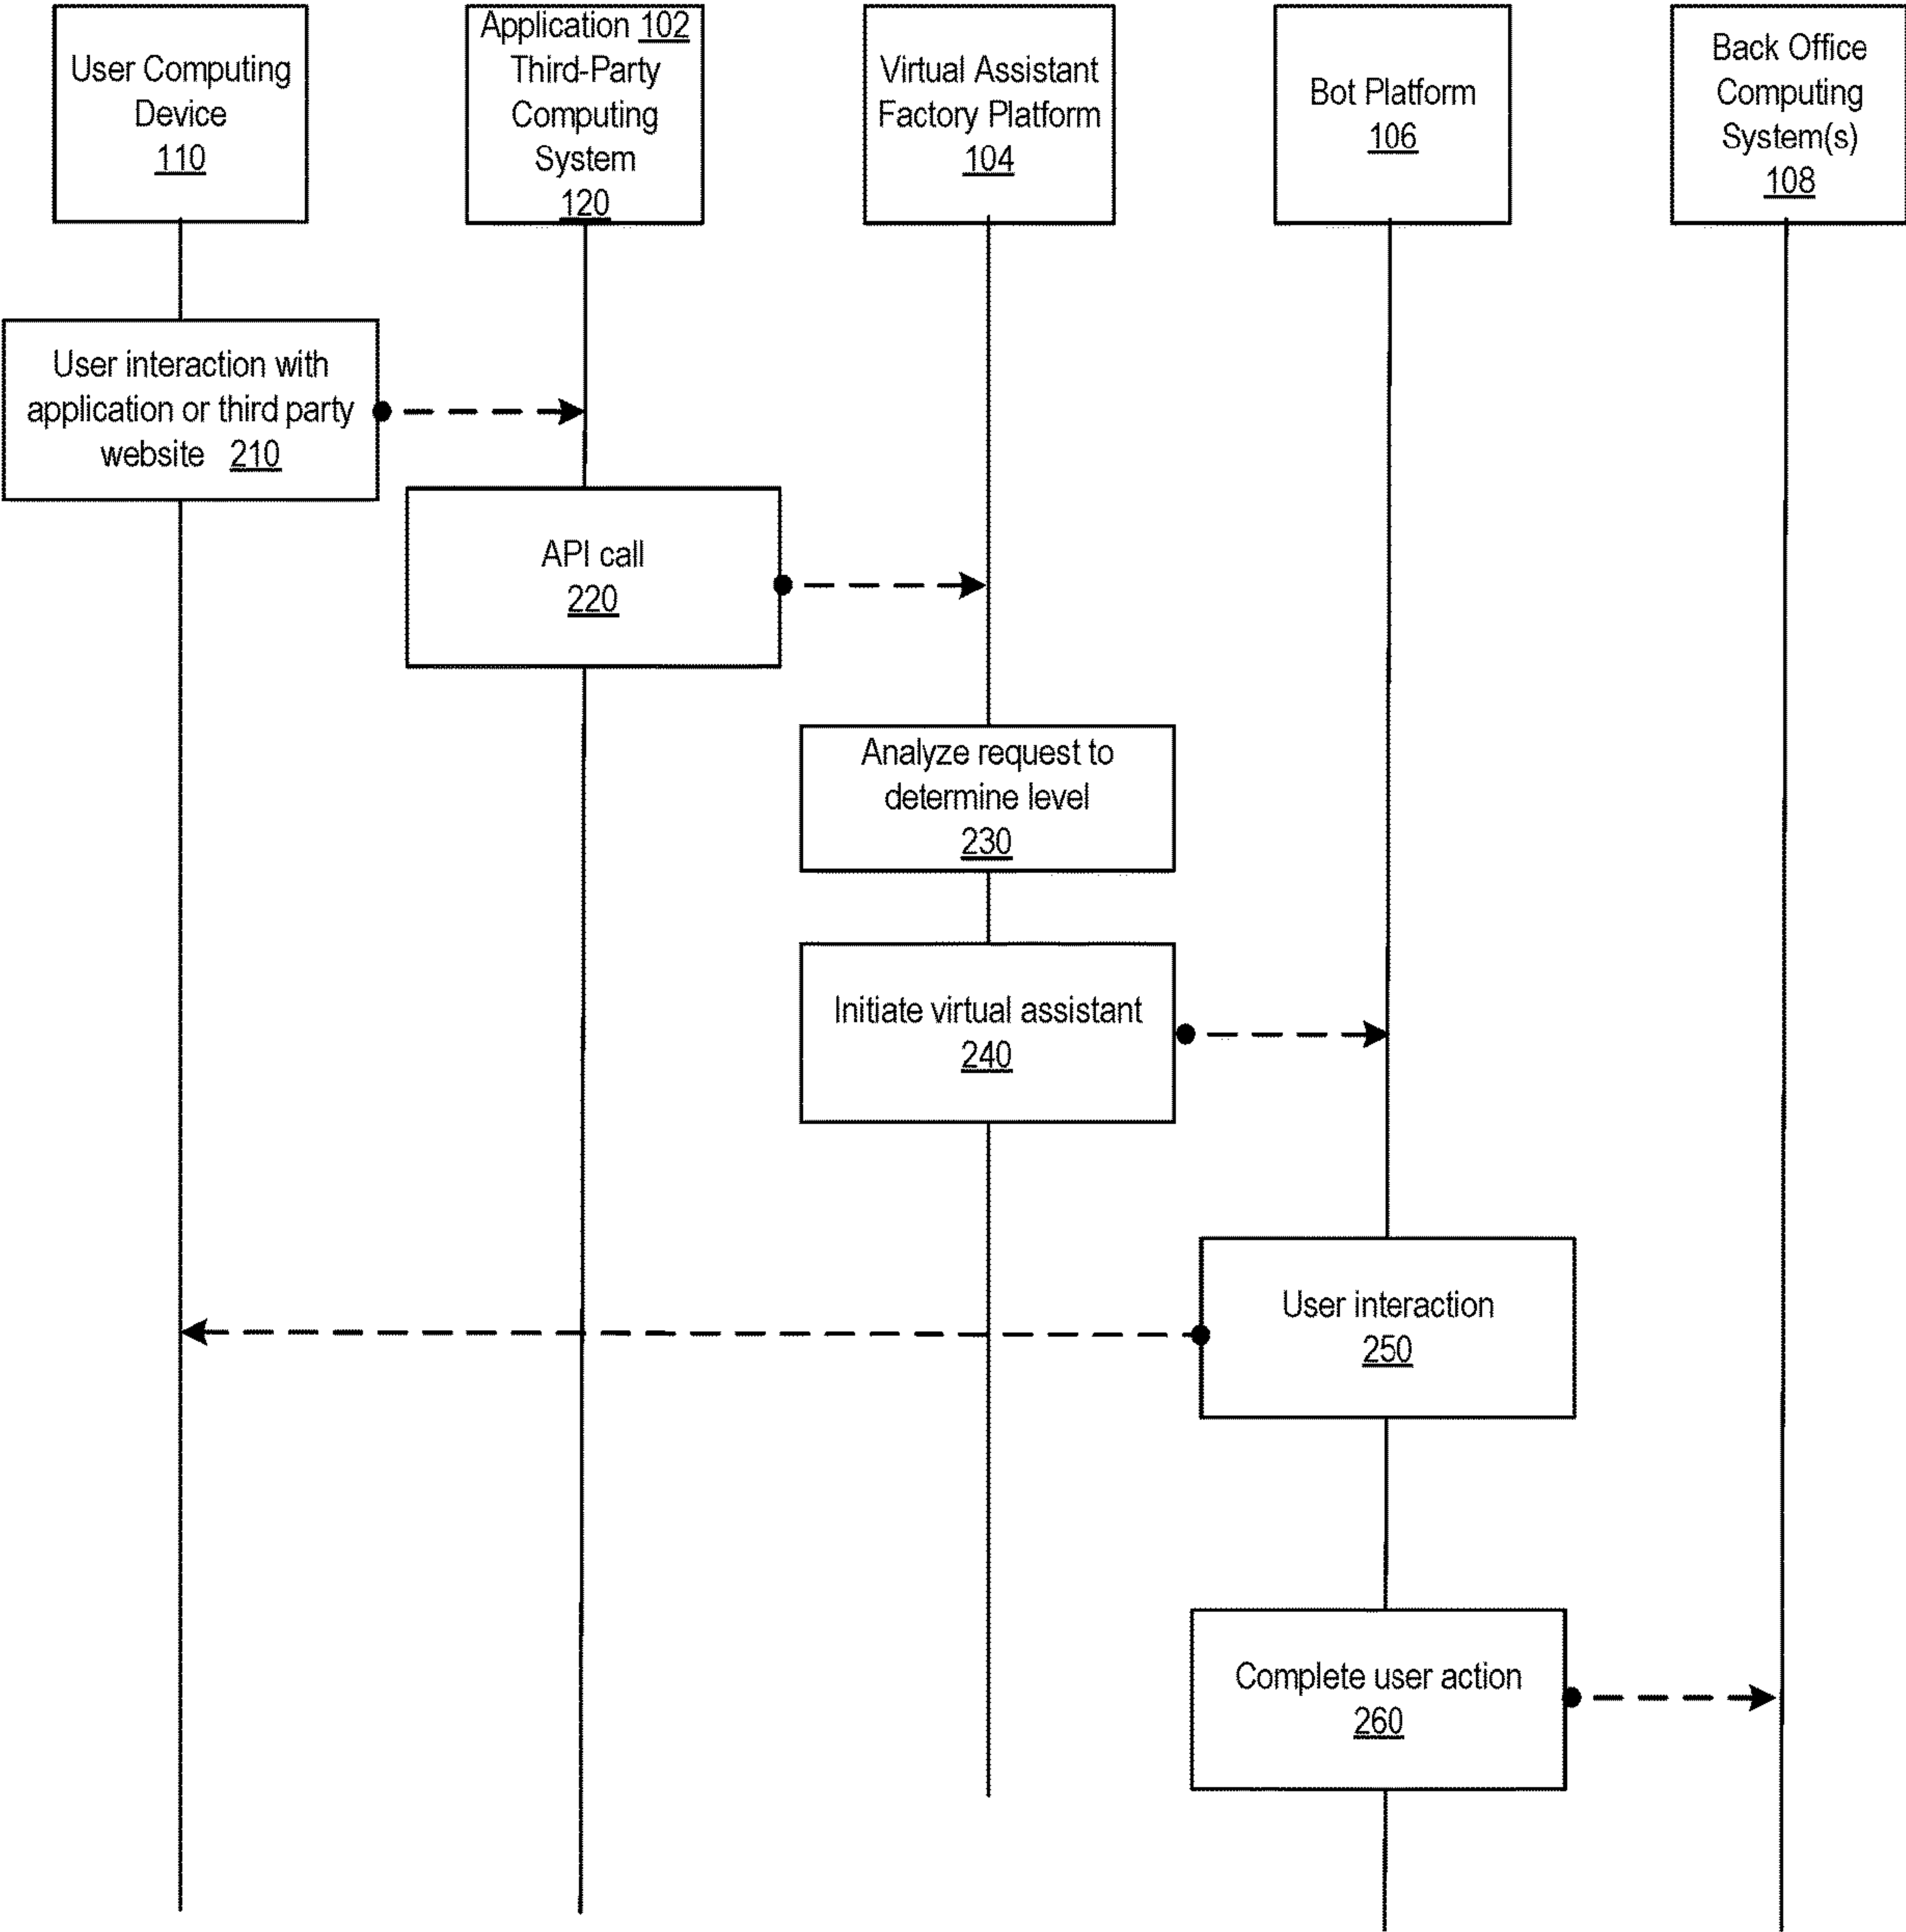 User Computing
Device
110
Application 102
Third-Party
Computing
System
120
Virtual Assistant
Factory Platform
104
Bot Platform
106
Back Office
Computing
System(s)
108
User interaction with
application or third party
website 210
API call
220
Analyze request to
determine level
230
Initiate virtual assistant
240
User interaction
250
Complete user action
260